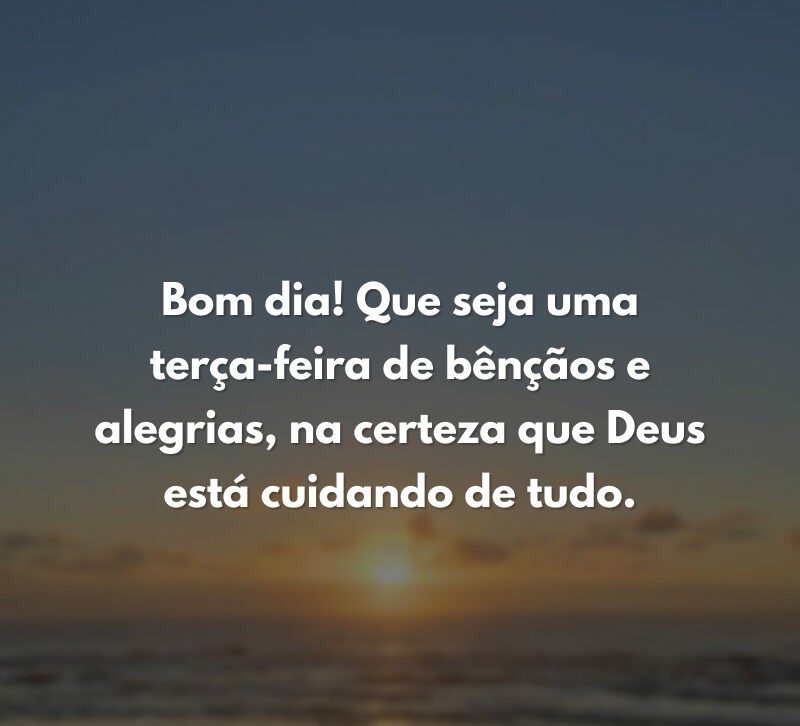 Bom dia! Que seja uma
terça-feira de bênçãos e
alegrias, na certeza que Deus
está cuidando de tudo.